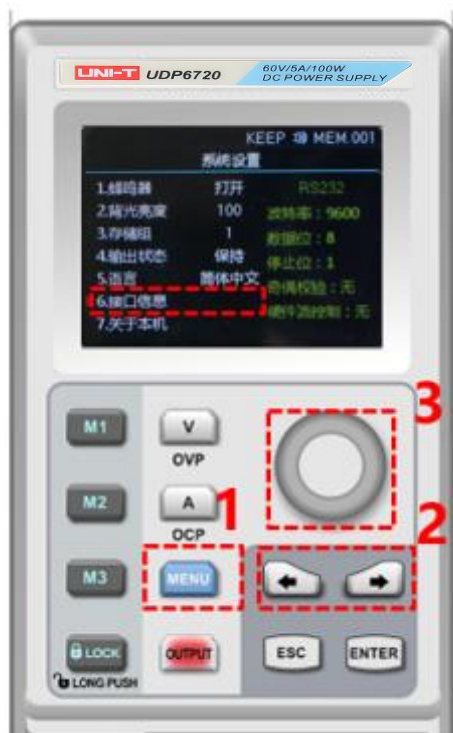 UNI-T UDP6720 60V/5A/100W
DC POWER SUPPLY
KEEP MEM.001
系统设置
1.蜂鸣器 打开 RS232
2.背光亮度 100 波特率：9600
3.存储组 1 数据位：8
4.输出状态 保持 停止位：1
5.语言 简体中文 奇偶校验：无
6.接口信息 硬件流控制：无
7.关于本机
3
M1 V
OVP
M2 A 1 2
OCP
M3 MENU
LOCK OUTPUT ESC ENTER
LONG PUSH